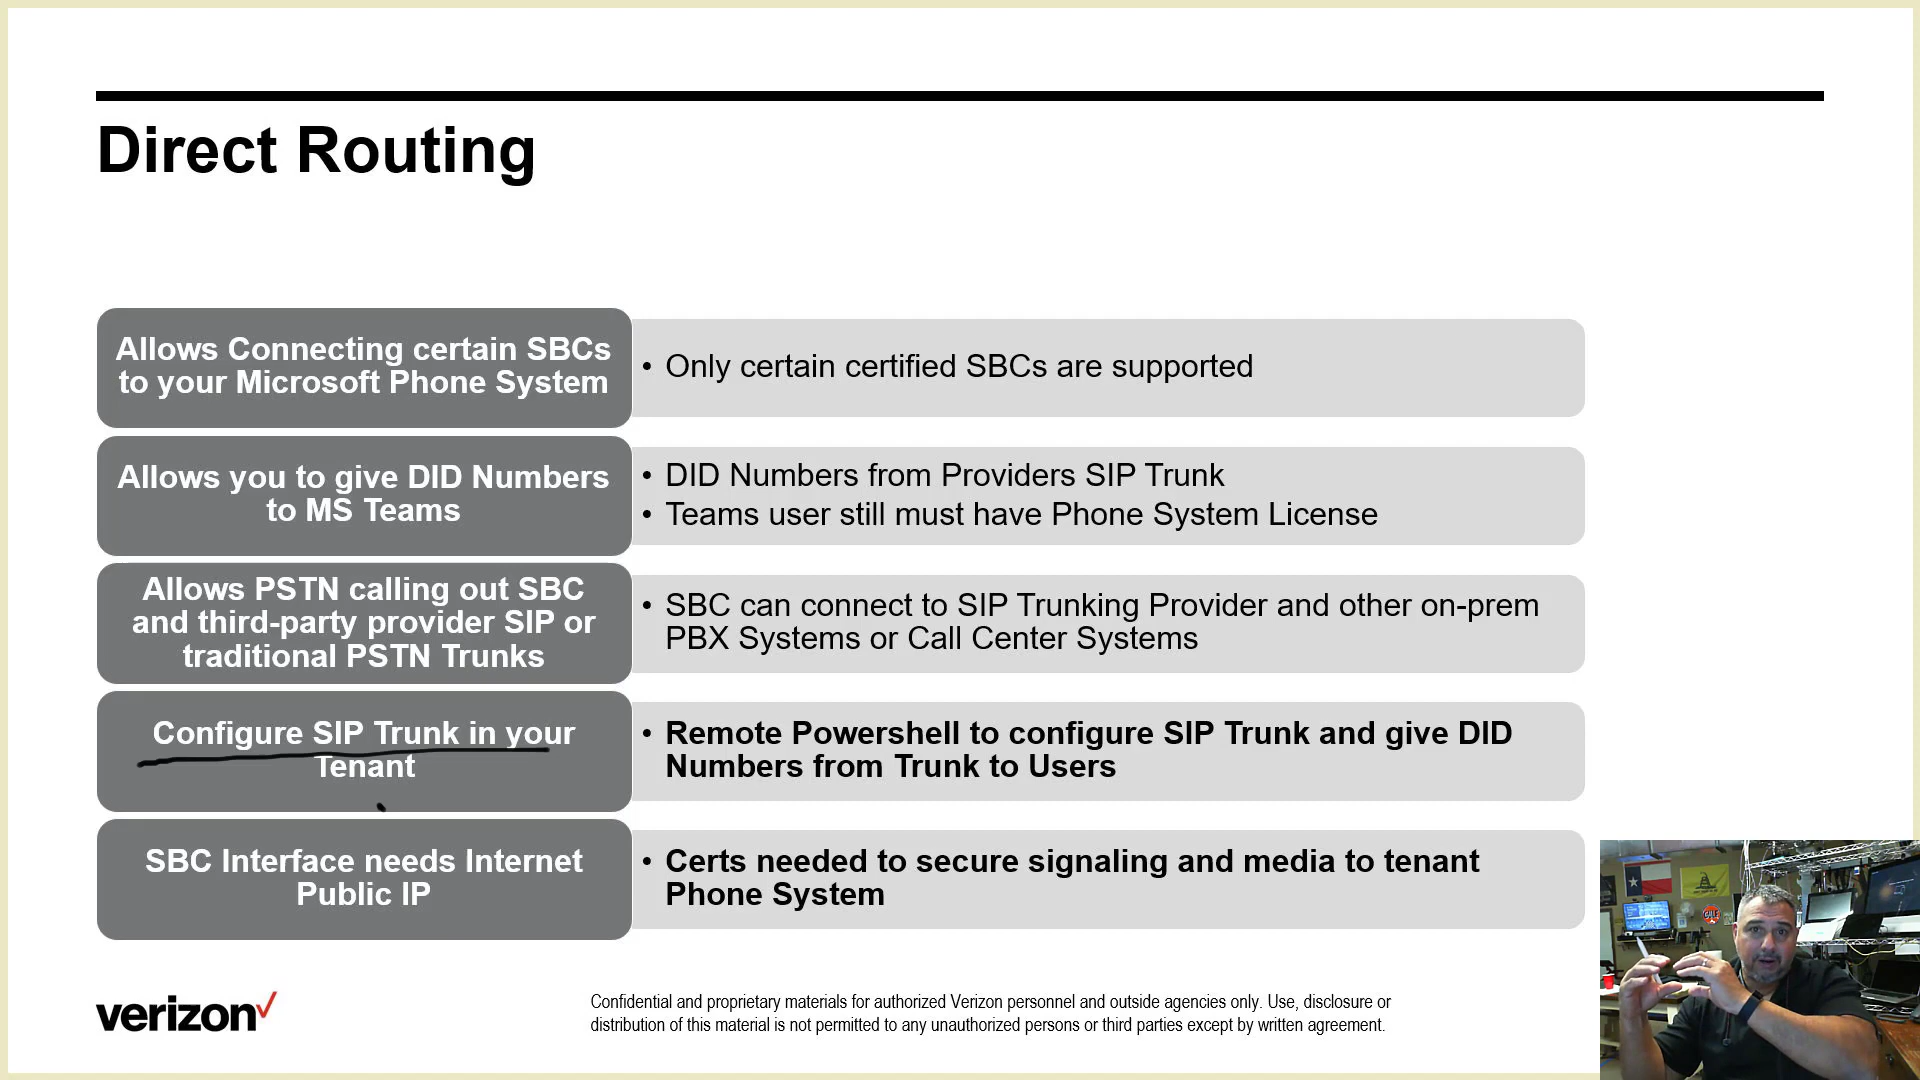 Direct Routing
Allows Connecting certain SBCs
to your Microsoft Phone System
• Only certain certified SBCs are supported
Allows you to give DID Numbers
to MS Teams
• DID Numbers from Providers SIP Trunk
• Teams user still must have Phone System License
Allows PSTN calling out SBC
and third-party provider SIP or
traditional PSTN Trunks
• SBC can connect to SIP Trunking Provider and other on-prem
PBX Systems or Call Center Systems
Configure SIP Trunk in your
Tenant
• Remote Powershell to configure SIP Trunk and give DID
Numbers from Trunk to Users
SBC Interface needs Internet
Public IP
• Certs needed to secure signaling and media to tenant
Phone System
verizon
Confidential and proprietary materials for authorized Verizon personnel and outside agencies only. Use, disclosure or
distribution of this material is not permitted to any unauthorized persons or third parties except by written agreement.